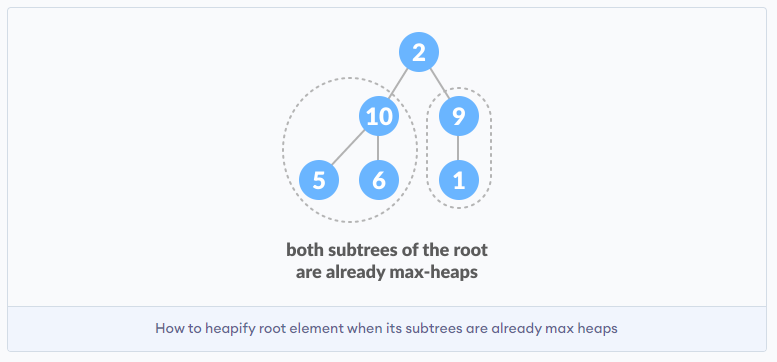 2
10
9
5
6
1
both subtrees of the root
are already max-heaps
How to heapify root element when its subtrees are already max heaps